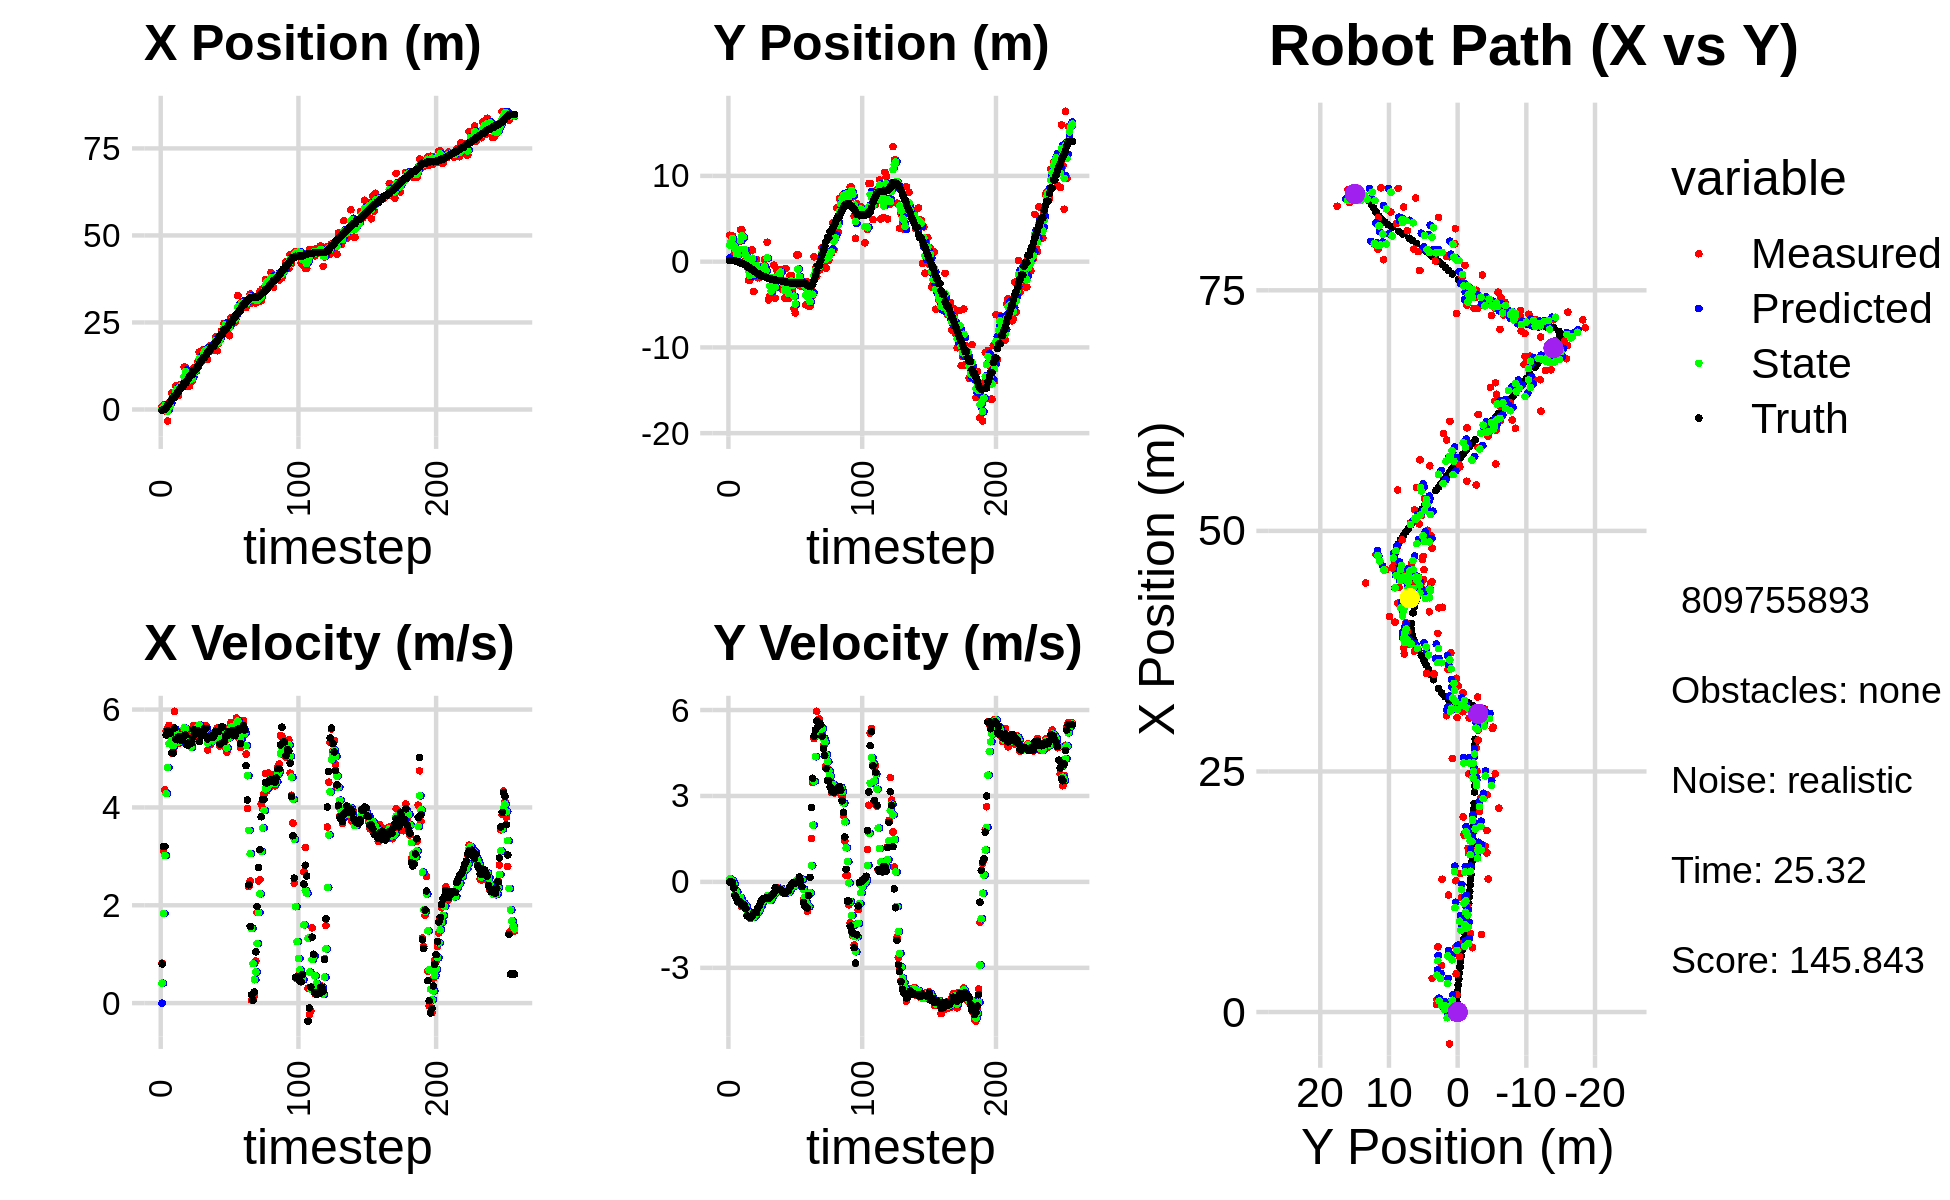 X Position (m)
75
50
25
0
0
100
200
timestep
Y Position (m)
10
0
-10
-20
0
100
200
timestep
X Velocity (m/s)
6
4
2
0
0
100
200
timestep
Y Velocity (m/s)
6
3
0
-3
0
100
200
timestep
Robot Path (X vs Y)
X Position (m)
75
50
25
0
20 10 0 -10 -20
Y Position (m)
variable
Measured
Predicted
State
Truth
809755893
Obstacles: none
Noise: realistic
Time: 25.32
Score: 145.843